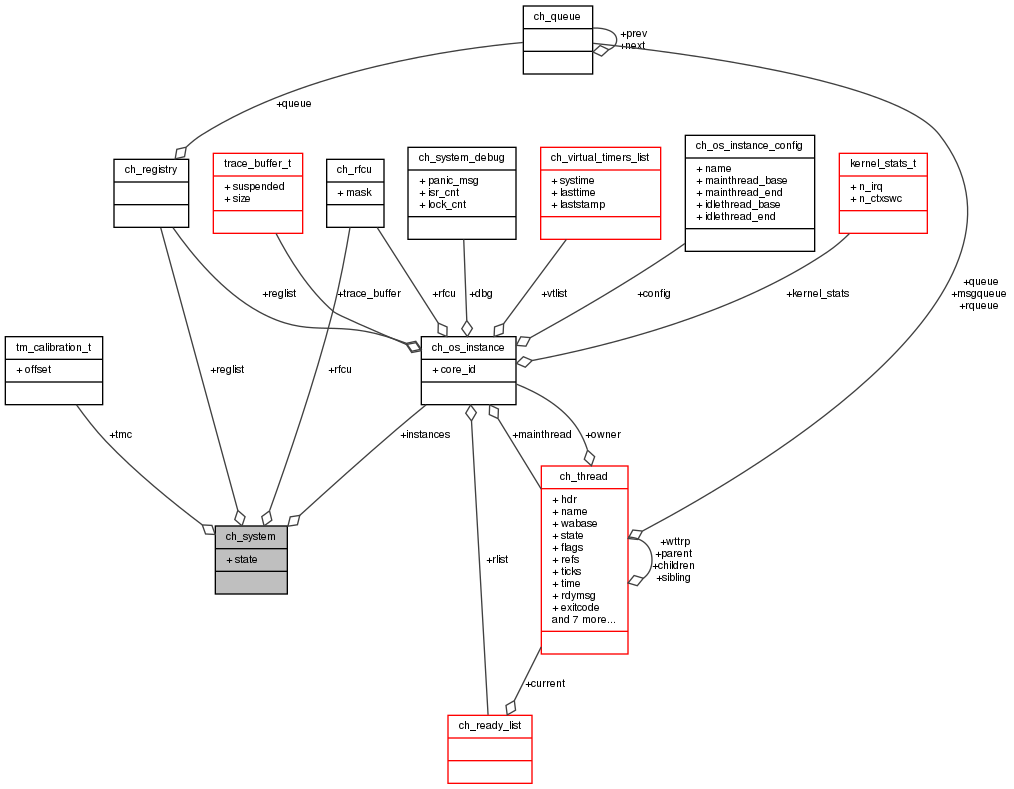 ch_queue
+prev
+next
+queue
ch_registry
trace_buffer_t
+ suspended
+ size
ch_rfcu
+ mask
ch_system_debug
+ panic_msg
+ isr_cnt
+ lock_cnt
ch_virtual_timers_list
+ systime
+ lasttime
+ laststamp
ch_os_instance_config
+ name
+ mainthread_base
+ mainthread_end
+ idlethread_base
+ idlethread_end
kernel_stats_t
+ n_irq
+ n_ctxswc
+reglist
+trace_buffer
+rfcu
+dbg
+vtlist
+config
+kernel_stats
+queue
+msgqueue
+rqueue
tm_calibration_t
+ offset
ch_os_instance
+ core_id
+reglist
+rfcu
+tmc
+instances
+mainthread
+owner
ch_thread
+ hdr
+ name
+ wabase
+ state
+ flags
+ refs
+ ticks
+ time
+ rdymsg
+ exitcode
and 7 more...
+wttrp
+parent
+children
+sibling
ch_system
+ state
+rlist
+current
ch_ready_list